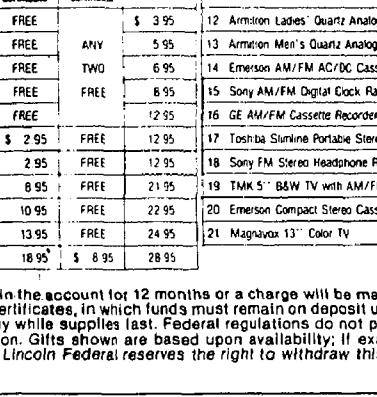 FREE $ 3 95 12 Armitron Ladies' Quartz Analo
FREE ANY 5 95 13 Armitron Men's Quartz Analog
FREE TWO 6 95 14 Emerson AM/FM AC/DC Cass
FREE FREE 8 95 15 Sony AM/FM Digital Clock Ra
FREE 12 95 16 GE AM/FM Cassette Recorder
$ 2 95 FREE 12 95 17 Toshiba Slimline Portable Stere
2 95 FREE 12 95 18 Sony FM Stereo Headphone R
8 95 FREE 21 95 19 TMK 5" B&W TV with AM/F
10 95 FREE 22 95 20 Emerson Compact Stereo Cass
13 95 FREE 24 95 21 Magnavox 13" Color TV
18 95 $ 8 95 28 95
in the account for 12 months or a charge will be ma
ertificates, in which funds must remain on deposit u
y while supplies last. Federal regulations do not p
on. Gifts shown are based upon availability; if ex
Lincoln Federal reserves the right to withdraw thi